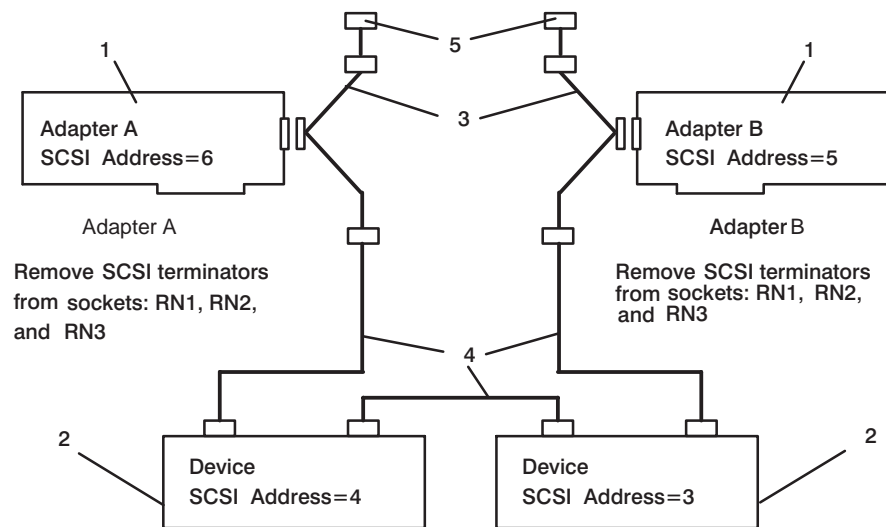 1
5
1
3
Adapter A
SCSI Address=6
Adapter B
SCSI Address=5
Adapter A
Adapter B
Remove SCSI terminators
from sockets: RN1, RN2,
and RN3
Remove SCSI terminators
from sockets: RN1, RN2,
and RN3
4
2
2
Device
SCSI Address=4
Device
SCSI Address=3